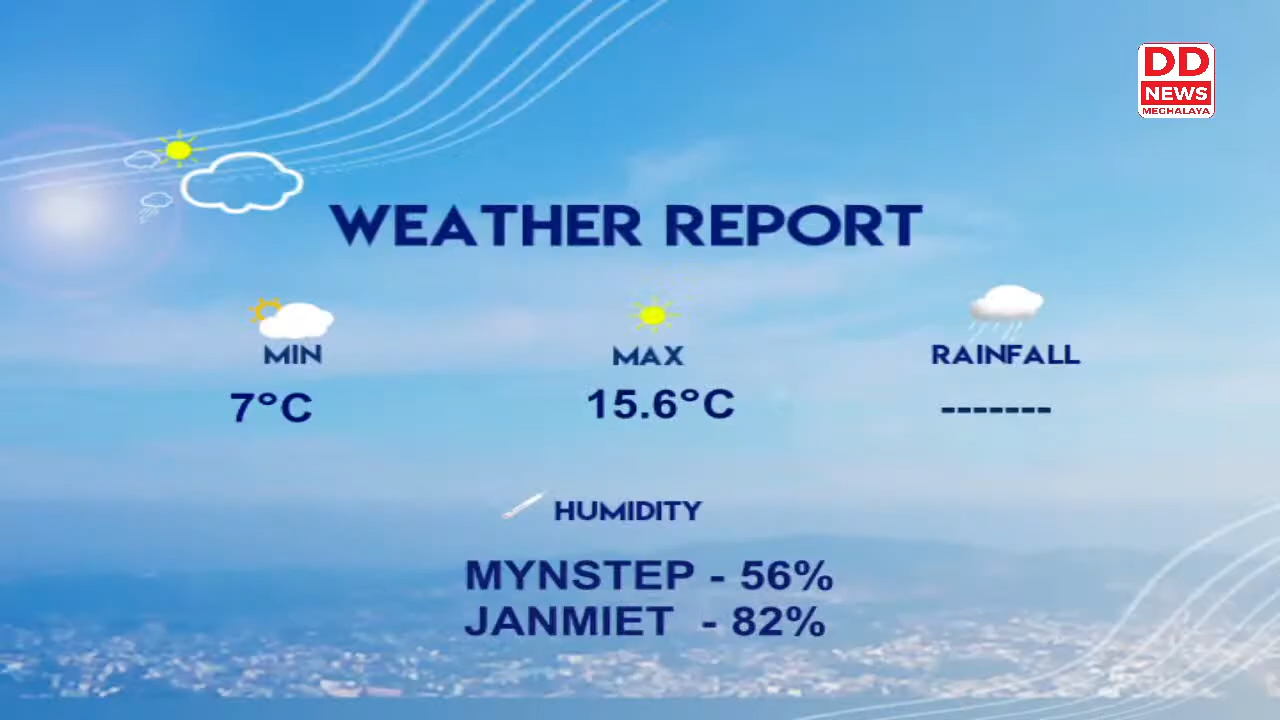 DD
NEWS
MEGHALAYA
WEATHER REPORT
MIN
MAX
RAINFALL
7°C
15.6°C
-------
HUMIDITY
MYNSTEP - 56%
JANMIET - 82%